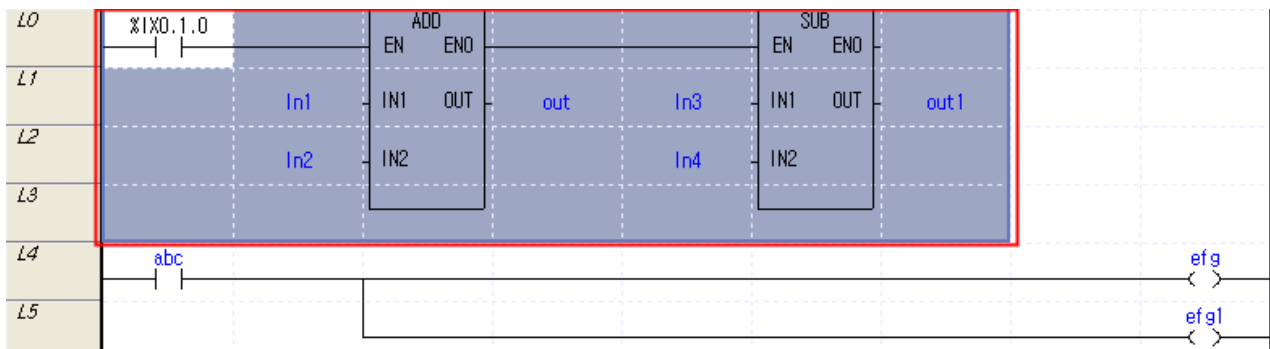 L0 %IX0.1.0 ADD SUB
EN ENO EN ENO
L1 In1 IN1 OUT out In3 IN1 OUT out1
L2 In2 IN2 In4 IN2
L3
L4 abc efg
L5 efg1